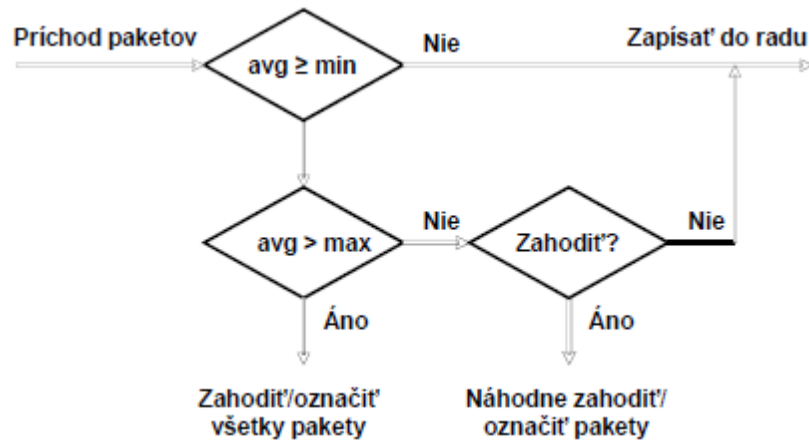 Príchod paketov
avg ≥ min
Nie
Zapísať do radu
avg > max
Nie
Zahodiť?
Nie
Áno
Áno
Zahodiť/označiť
všetky pakety
Náhodne zahodiť/
označiť pakety